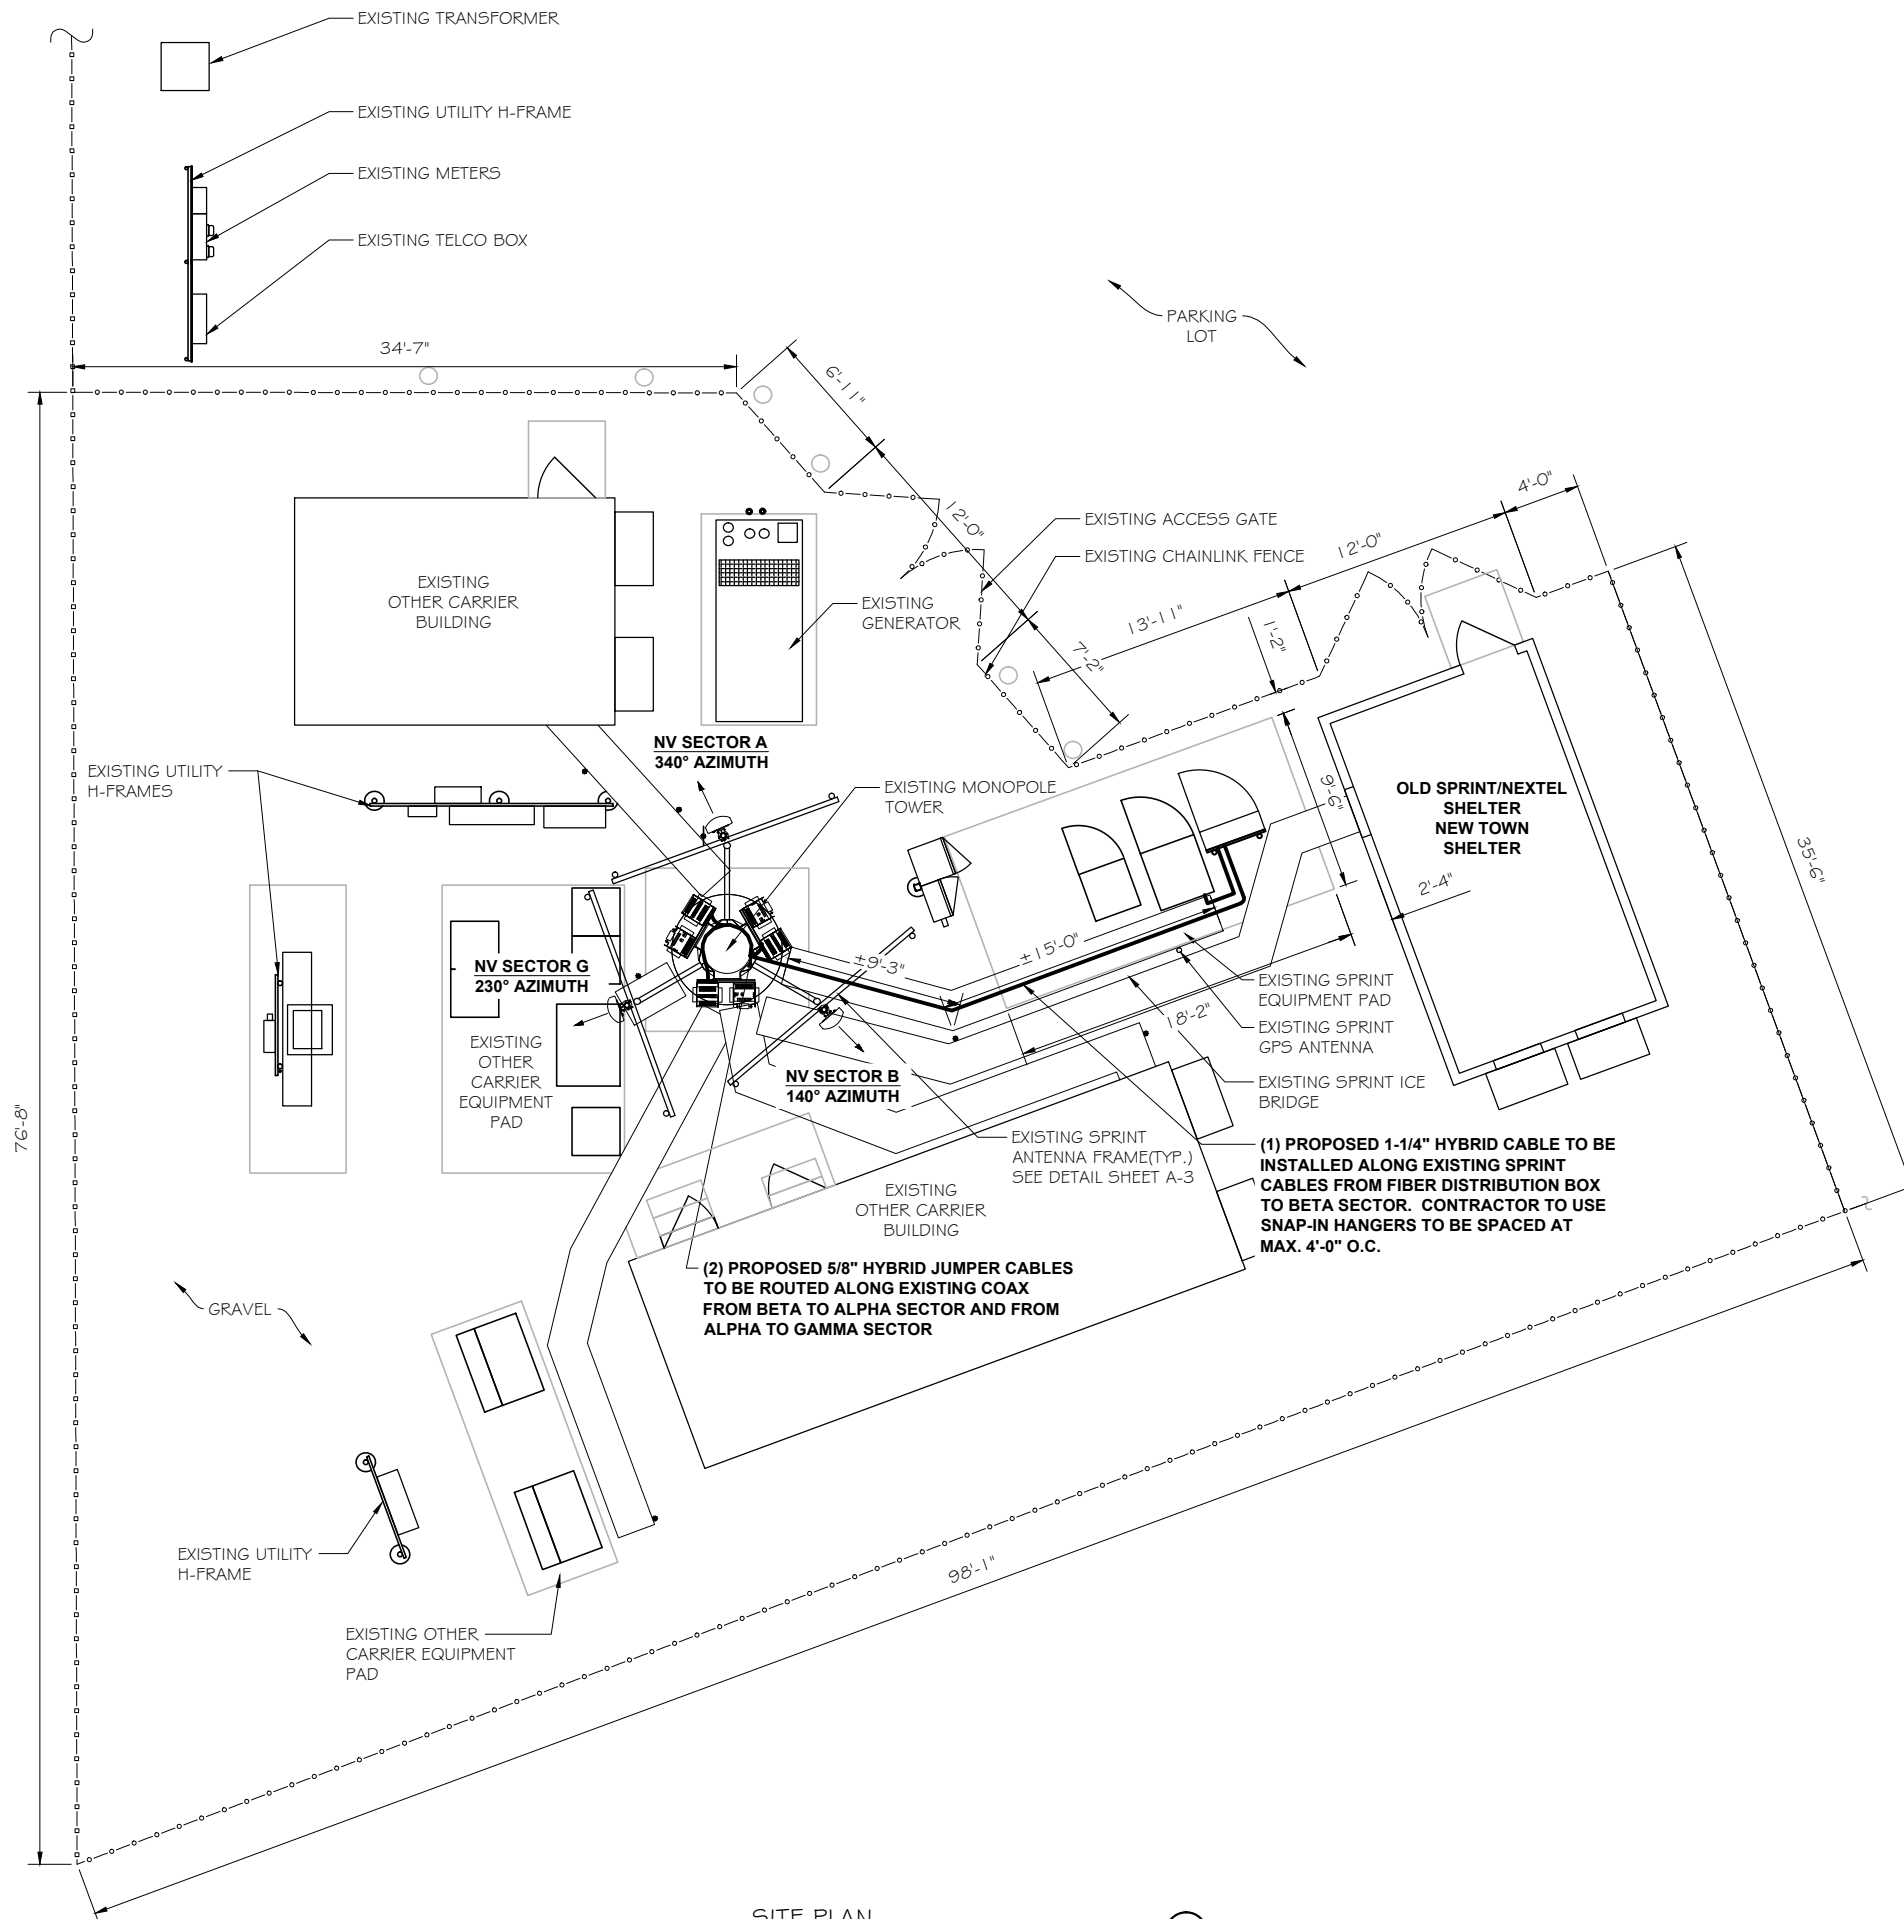 EXISTING TRANSFORMER
EXISTING UTILITY H-FRAME
EXISTING METERS
EXISTING TELCO BOX
PARKING
LOT
34'-7"
6'-11"
12'-0"
7'-2"
13'-11"
1'-2"
12'-0"
4'-0"
EXISTING ACCESS GATE
EXISTING CHAINLINK FENCE
EXISTING
OTHER CARRIER
BUILDING
EXISTING
GENERATOR
NV SECTOR A
340° AZIMUTH
EXISTING UTILITY
H-FRAMES
EXISTING MONOPOLE
TOWER
9'-6"
OLD SPRINT/NEXTEL
SHELTER
NEW TOWN
SHELTER
2'-4"
35'-6"
±9'-3"
±15'-0"
18'-2"
NV SECTOR G
230° AZIMUTH
EXISTING
OTHER
CARRIER
EQUIPMENT
PAD
NV SECTOR B
140° AZIMUTH
EXISTING SPRINT
EQUIPMENT PAD
EXISTING SPRINT
GPS ANTENNA
EXISTING SPRINT ICE
BRIDGE
76'-8"
EXISTING SPRINT
ANTENNA FRAME(TYP.)
SEE DETAIL SHEET A-3
(1) PROPOSED 1-1/4" HYBRID CABLE TO BE
INSTALLED ALONG EXISTING SPRINT
CABLES FROM FIBER DISTRIBUTION BOX
TO BETA SECTOR. CONTRACTOR TO USE
SNAP-IN HANGERS TO BE SPACED AT
MAX. 4'-0" O.C.
EXISTING
OTHER CARRIER
BUILDING
(2) PROPOSED 5/8" HYBRID JUMPER CABLES
TO BE ROUTED ALONG EXISTING COAX
FROM BETA TO ALPHA SECTOR AND FROM
ALPHA TO GAMMA SECTOR
GRAVEL
EXISTING UTILITY
H-FRAME
98'-1"
EXISTING OTHER
CARRIER EQUIPMENT
PAD
SITE PLAN